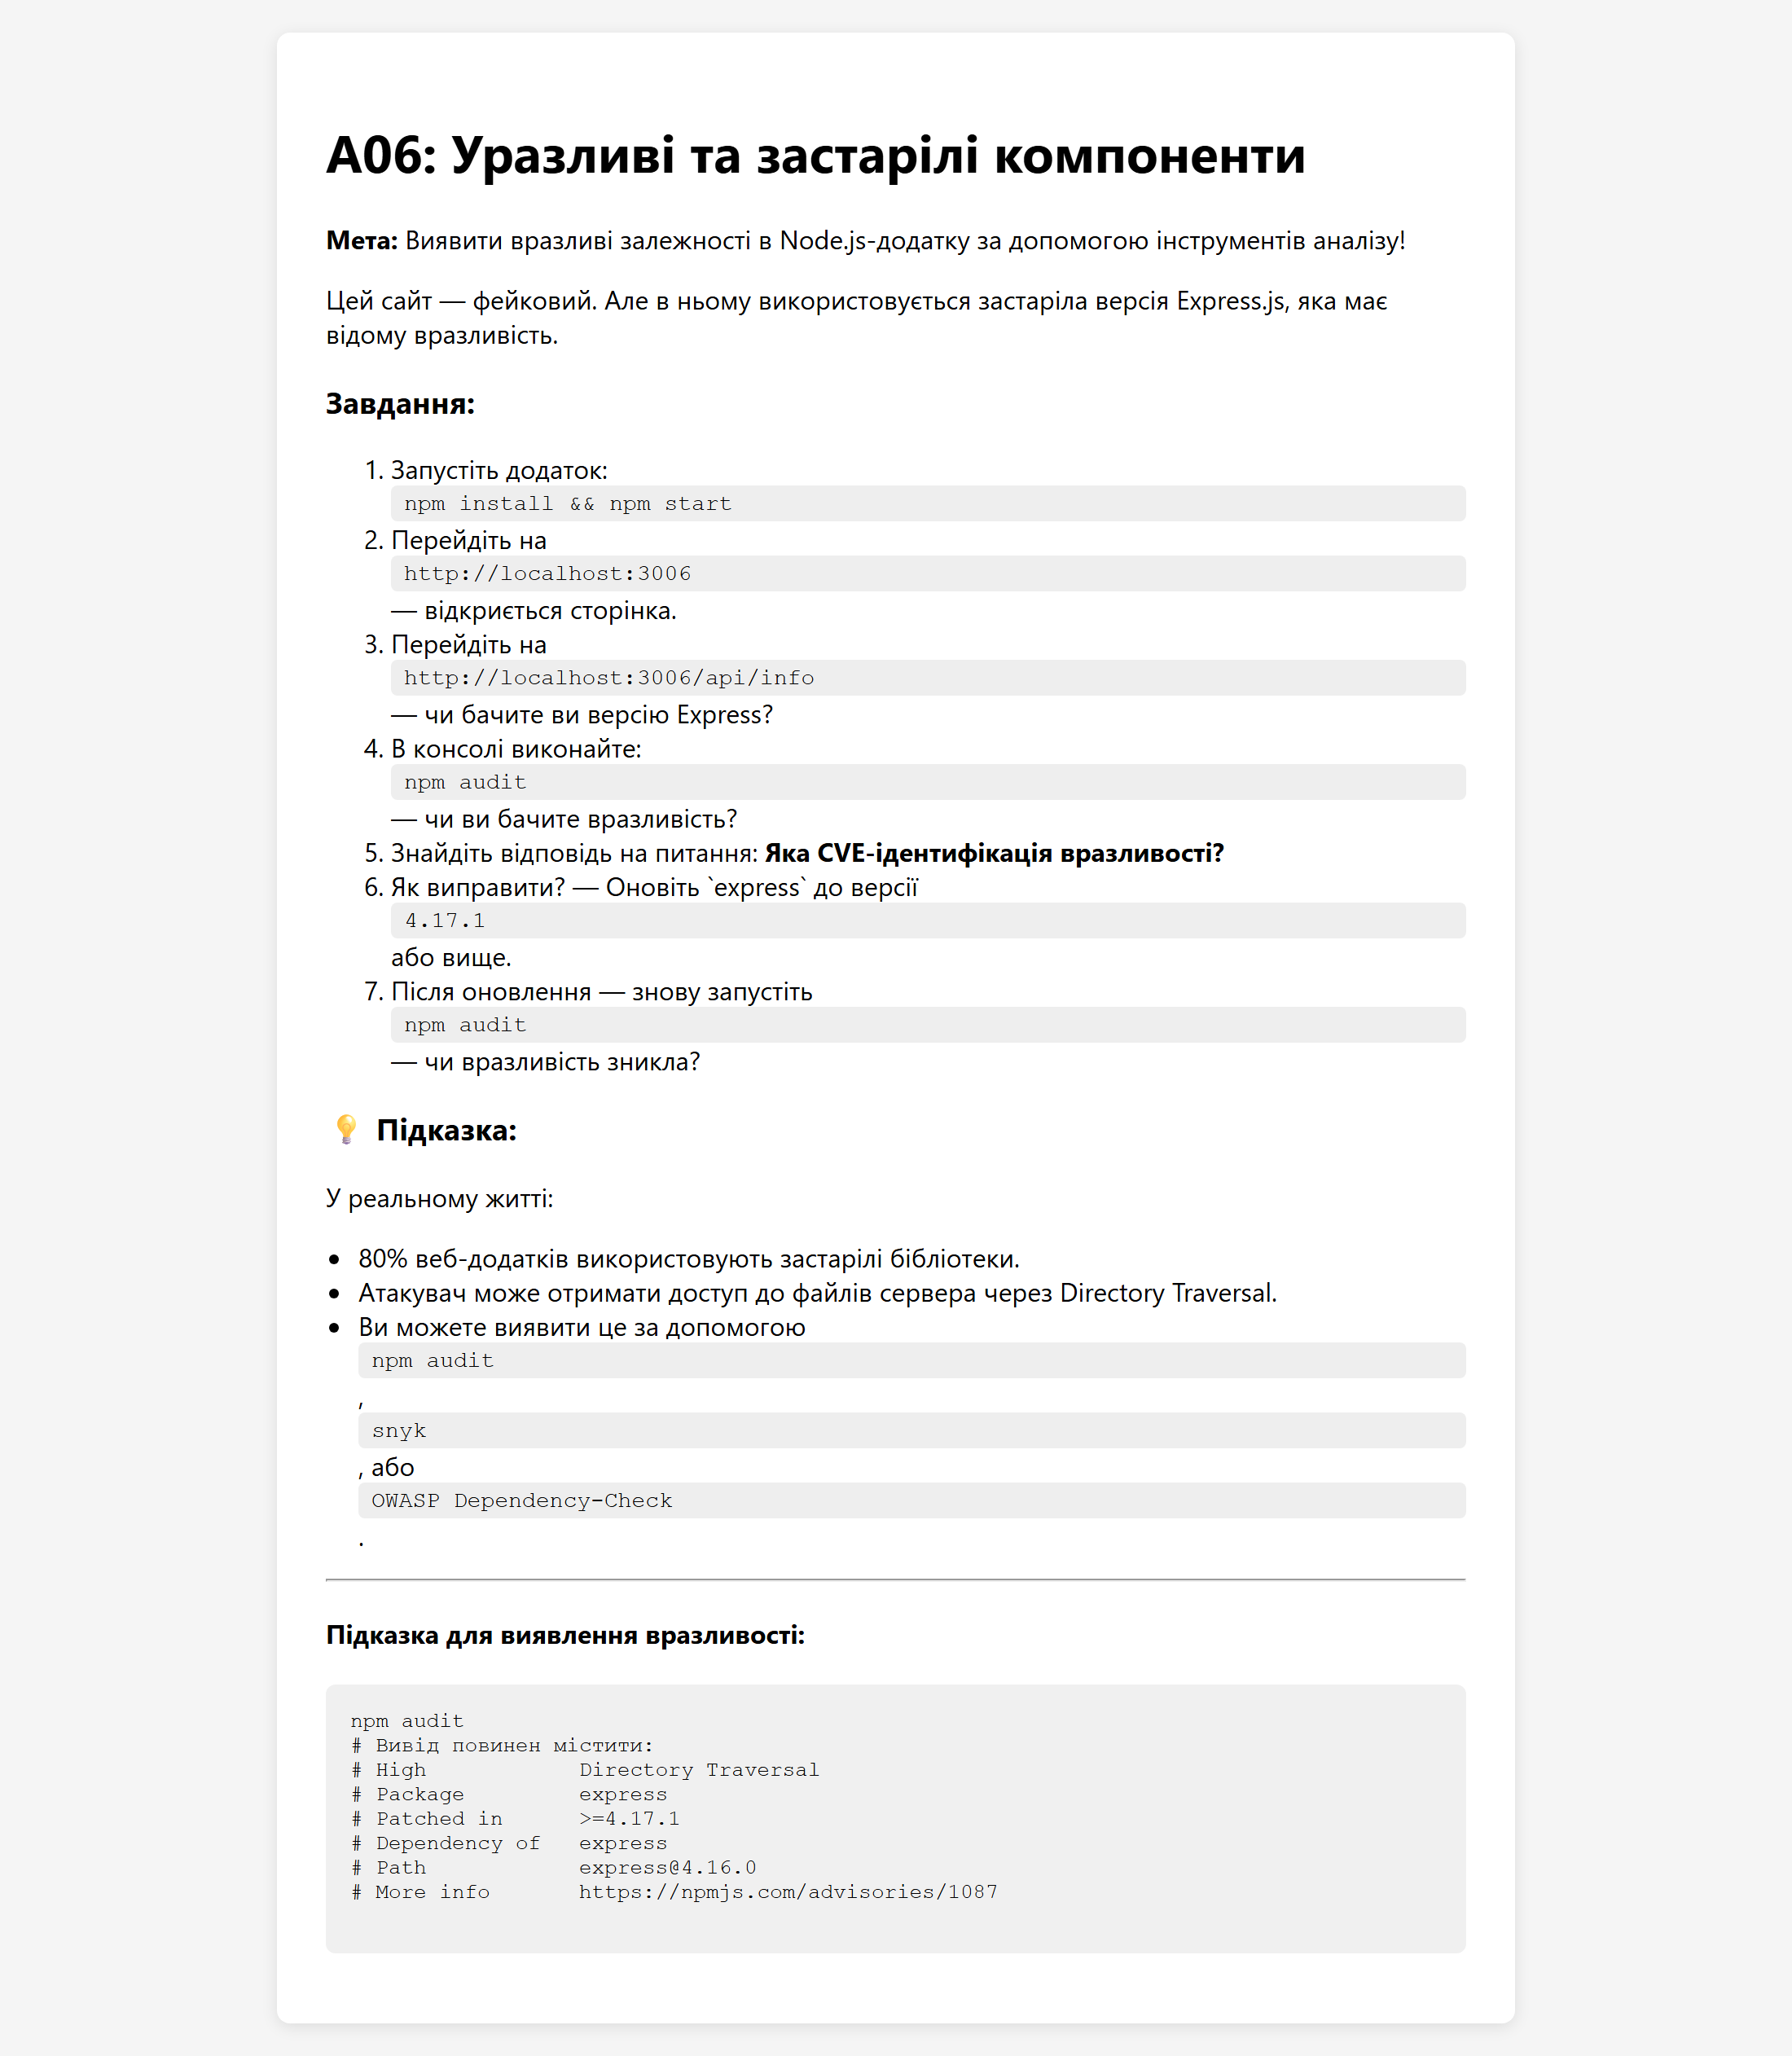 A06: Уразливі та застарілі компоненти
Мета: Виявити вразливі залежності в Node.js-додатку за допомогою інструментів аналізу!
Цей сайт — фейковий. Але в ньому використовується застаріла версія Express.js, яка має
відому вразливість.
Завдання:
1. Запустіть додаток:
npm install && npm start
2. Перейдіть на
http://localhost:3006
— відкриється сторінка.
3. Перейдіть на
http://localhost:3006/api/info
— чи бачите ви версію Express?
4. В консолі виконайте:
npm audit
— чи ви бачите вразливість?
5. Знайдіть відповідь на питання: Яка CVE-ідентифікація вразливості?
6. Як виправити? — Оновіть `express` до версії
4.17.1
або вище.
7. Після оновлення — знову запустіть
npm audit
— чи вразливість зникла?
💡 Підказка:
У реальному житті:
• 80% веб-додатків використовують застарілі бібліотеки.
• Атакувач може отримати доступ до файлів сервера через Directory Traversal.
• Ви можете виявити це за допомогою
npm audit
,
snyk
, або
OWASP Dependency-Check
.
Підказка для виявлення вразливості:
npm audit
# Вивід повинен містити:
# High            Directory Traversal
# Package         express
# Patched in      >=4.17.1
# Dependency of   express
# Path            express@4.16.0
# More info       https://npmjs.com/advisories/1087